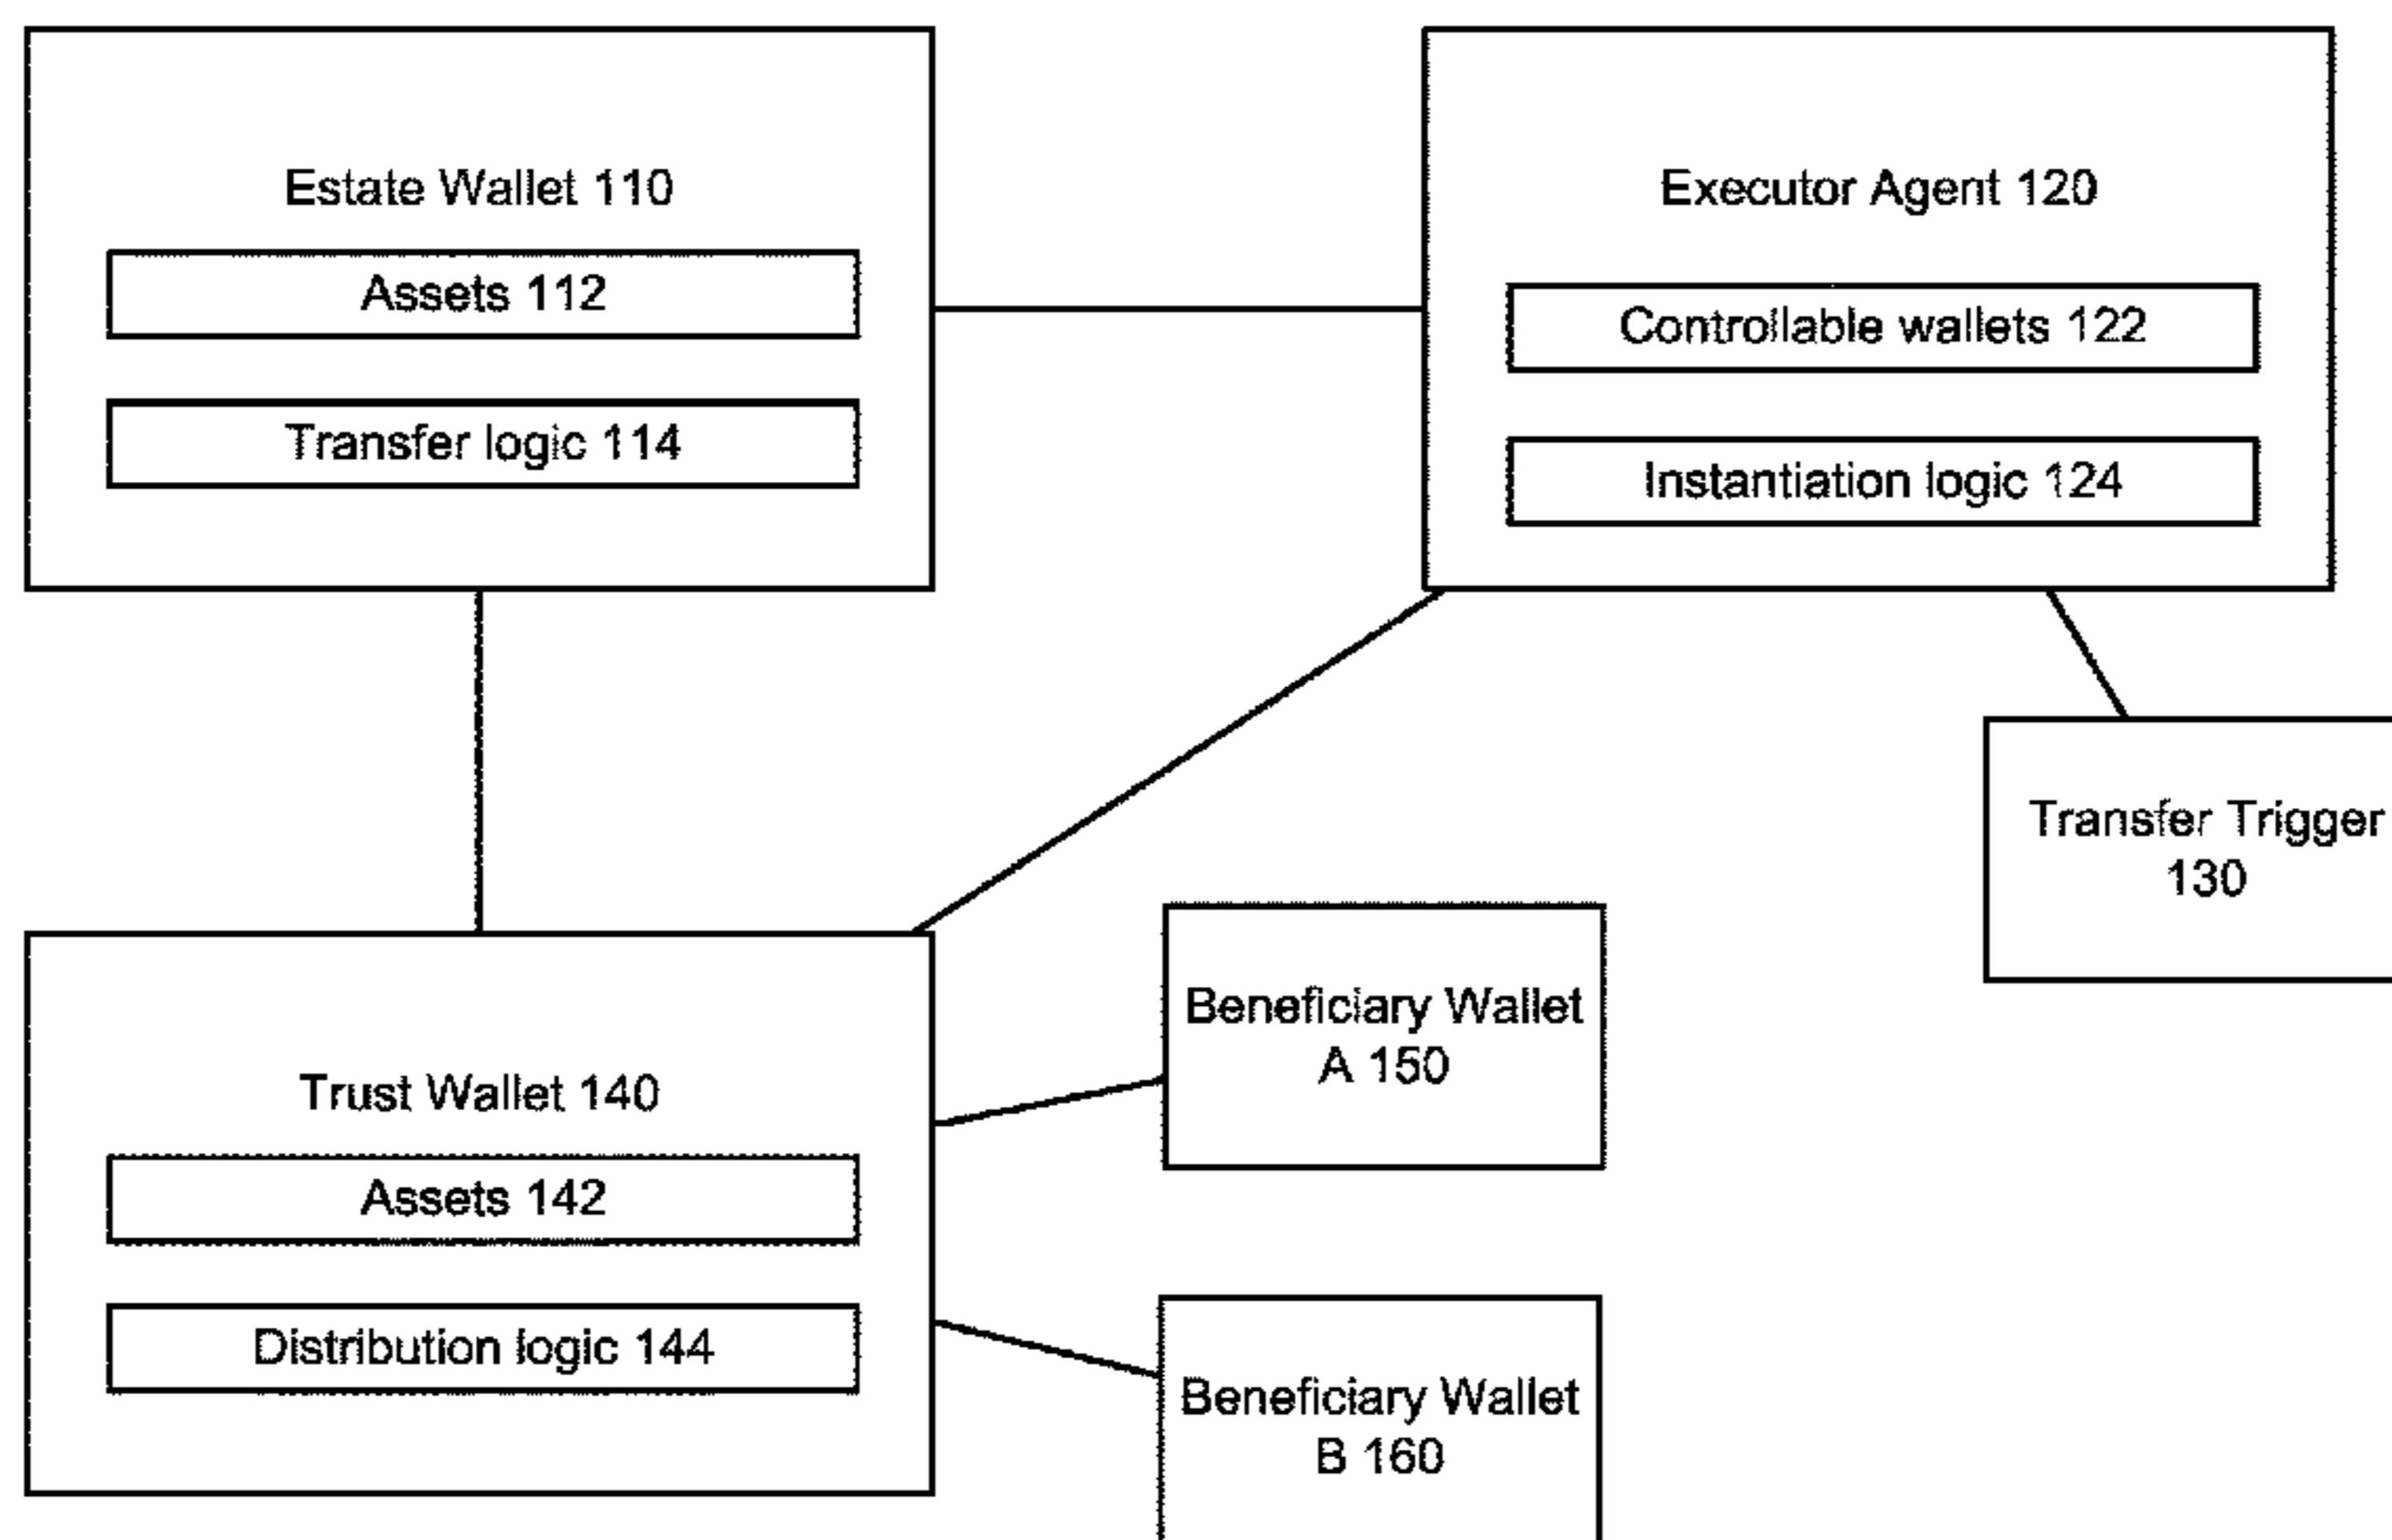 Estate Wallet 110
Assets 112
Transfer logic 114
Executor Agent 120
Controllable wallets 122
Instantiation logic 124
Transfer Trigger
130
Trust Wallet 140
Assets 142
Distribution logic 144
Beneficiary Wallet
A 150
Beneficiary Wallet
B 160